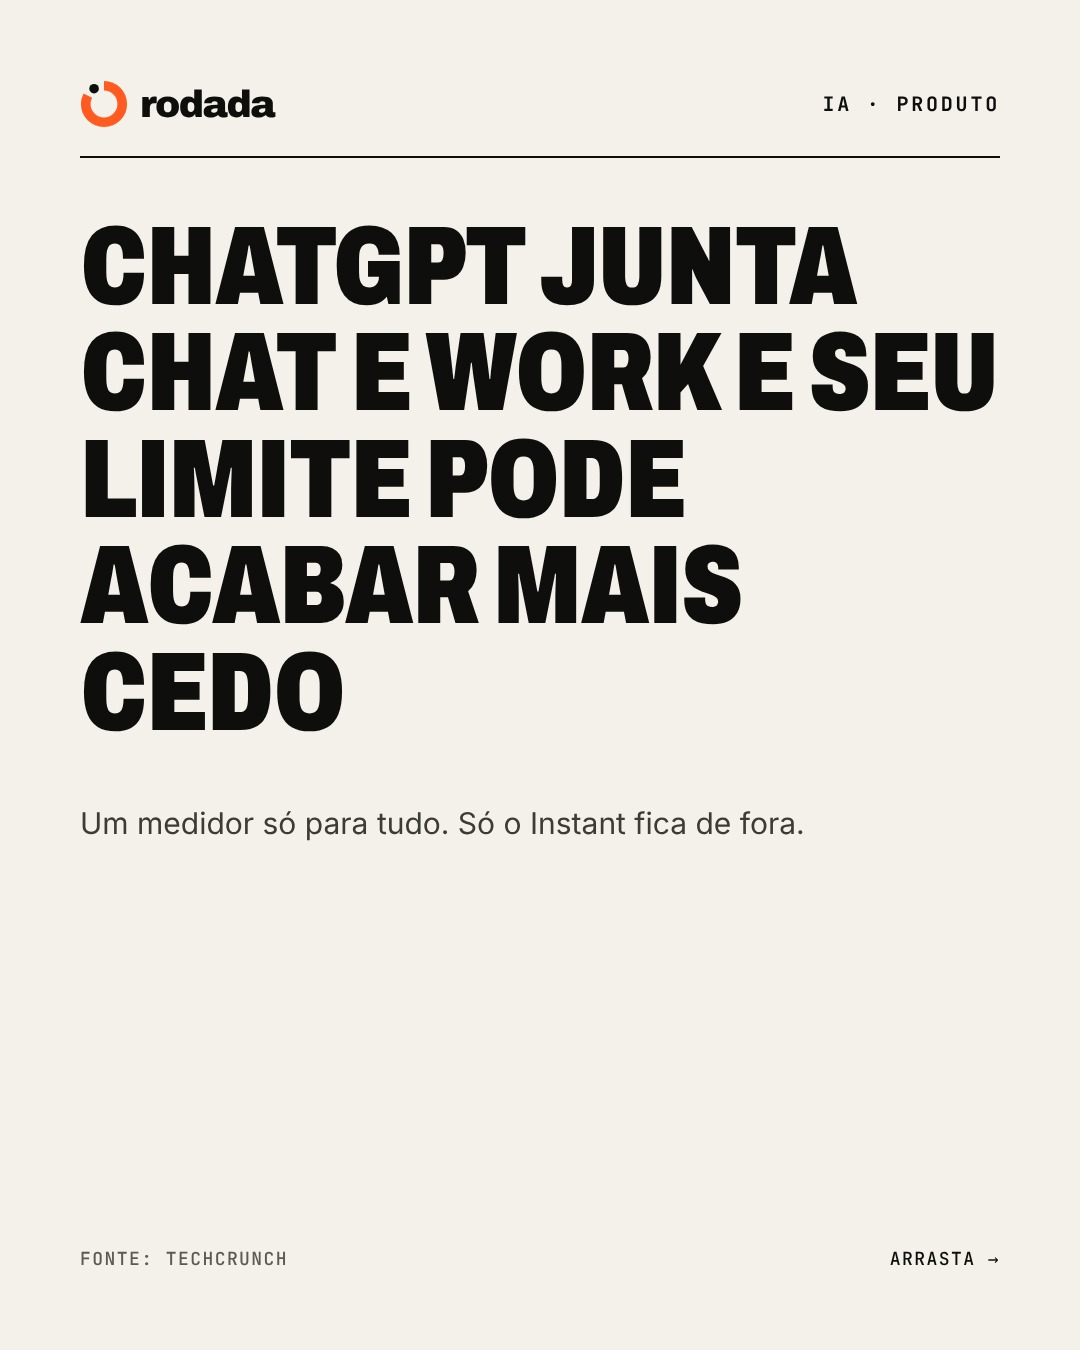 rodada
IA · PRODUTO
CHATGPT JUNTA
CHAT E WORK E SEU
LIMITE PODE
ACABAR MAIS
CEDO
Um medidor só para tudo. Só o Instant fica de fora.
FONTE: TECHCRUNCH
ARRASTA →